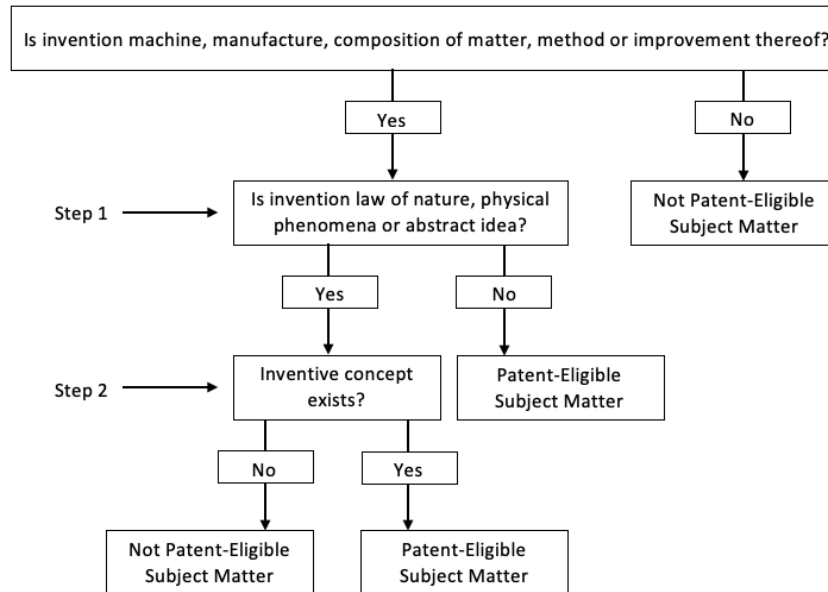 Is invention machine, manufacture, composition of matter, method or improvement thereof?
Yes
No
Step 1
Is invention law of nature, physical
phenomena or abstract idea?
Not Patent-Eligible
Subject Matter
Yes
No
Step 2
Inventive concept
exists?
Patent-Eligible
Subject Matter
No
Yes
Not Patent-Eligible
Subject Matter
Patent-Eligible
Subject Matter